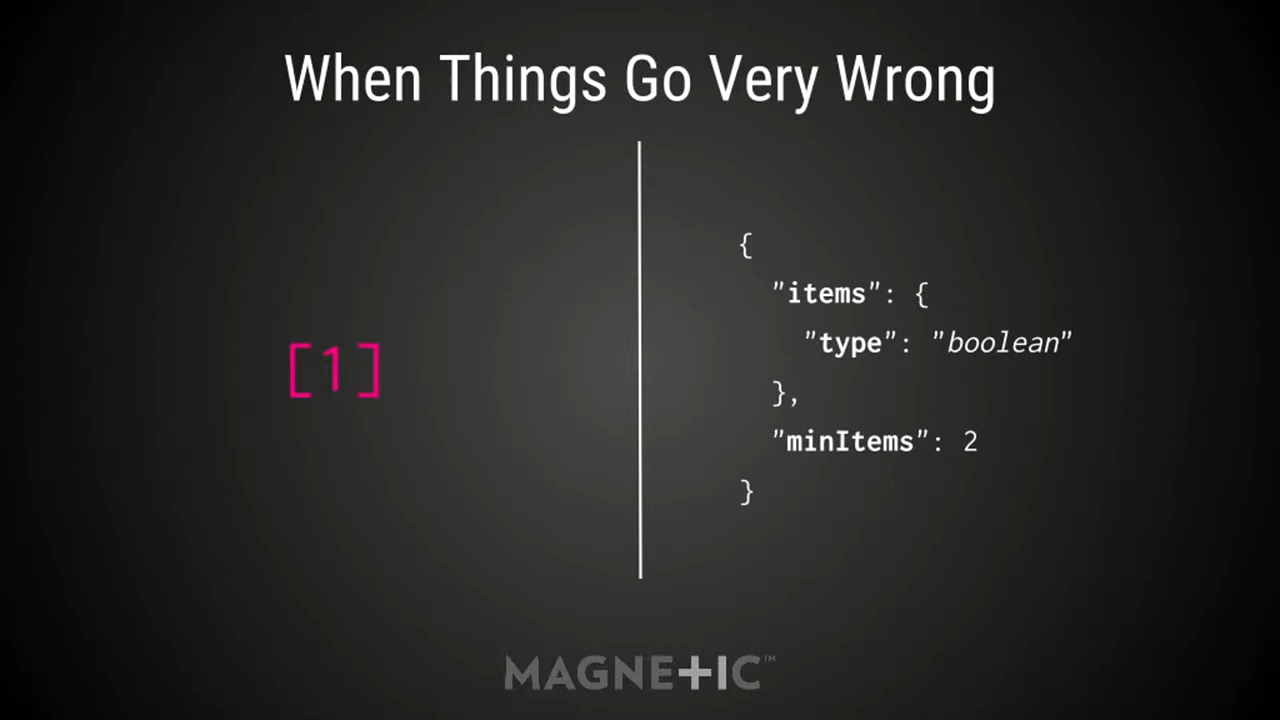 When Things Go Very Wrong
[1]
{
"items": {
"type": "boolean"
},
"minItems": 2
}
MAGNETIC™